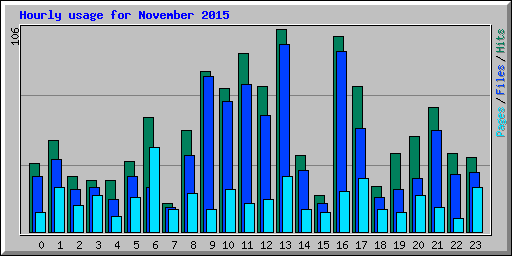 Hourly usage for November 2015
106
Pages/Files/Hits
0 1 2 3 4 5 6 7 8 9 10 11 12 13 14 15 16 17 18 19 20 21 22 23